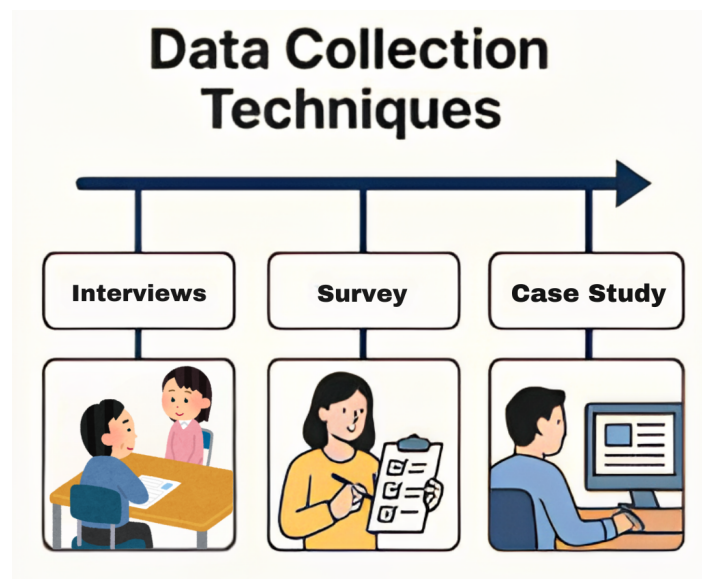 Data Collection
Techniques
Interviews
Survey
Case Study